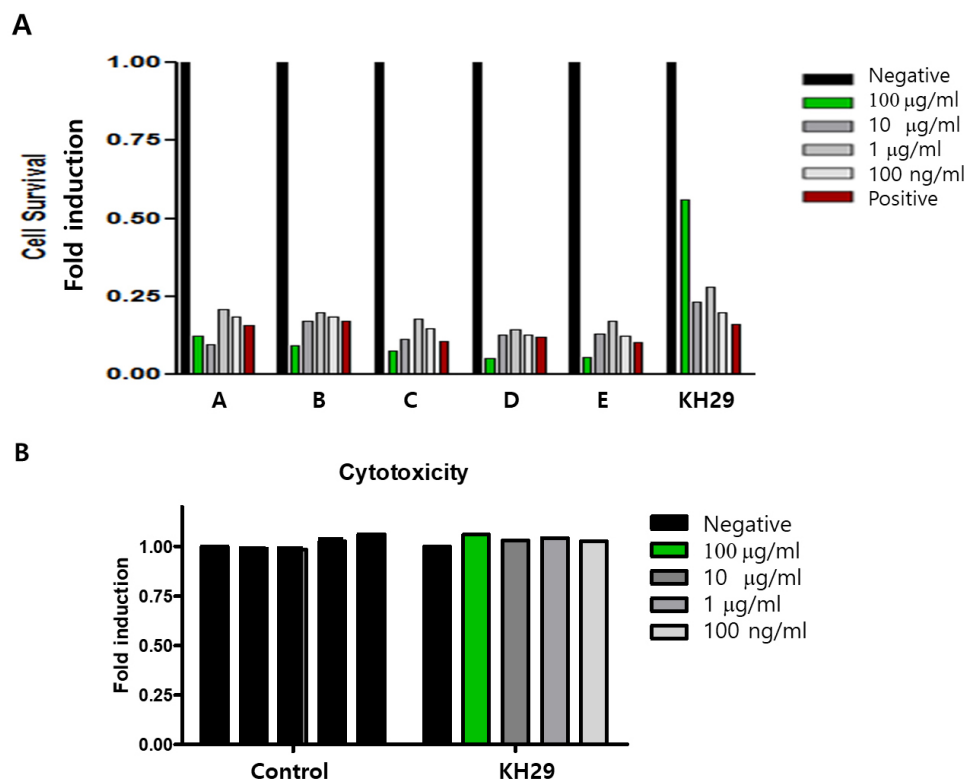 A
Cell Survival
Fold induction
1.00
0.75
0.50
0.25
0.00
A B C D E KH29
Negative
100 μg/ml
10 μg/ml
1 μg/ml
100 ng/ml
Positive
B
Cytotoxicity
Fold induction
1.00
0.75
0.50
0.25
0.00
Control KH29
Negative
100 μg/ml
10 μg/ml
1 μg/ml
100 ng/ml